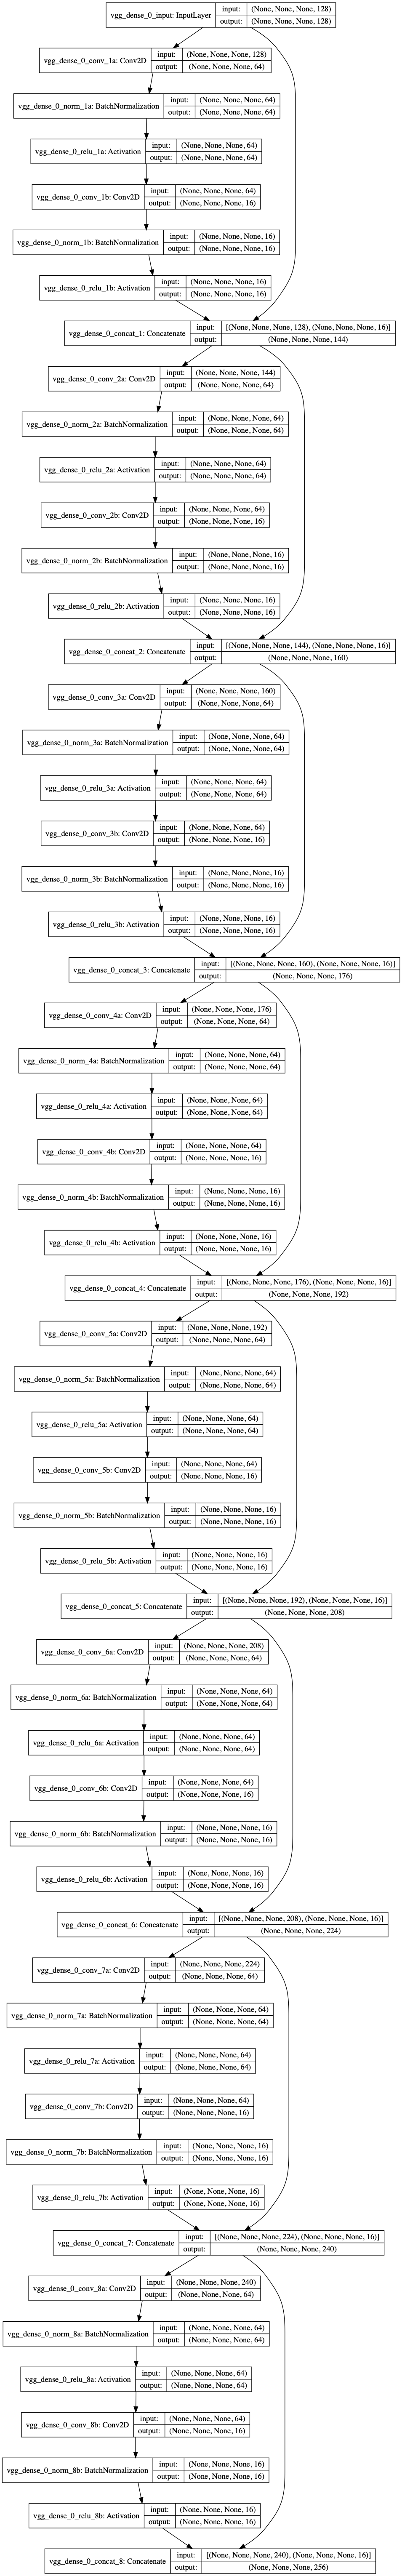 vgg_dense_0_input: InputLayer
input: (None, None, None, 128)
output: (None, None, None, 128)
vgg_dense_0_conv_1a: Conv2D
input: (None, None, None, 128)
output: (None, None, None, 64)
vgg_dense_0_norm_1a: BatchNormalization
input: (None, None, None, 64)
output: (None, None, None, 64)
vgg_dense_0_relu_1a: Activation
input: (None, None, None, 64)
output: (None, None, None, 64)
vgg_dense_0_conv_1b: Conv2D
input: (None, None, None, 64)
output: (None, None, None, 16)
vgg_dense_0_norm_1b: BatchNormalization
input: (None, None, None, 16)
output: (None, None, None, 16)
vgg_dense_0_relu_1b: Activation
input: (None, None, None, 16)
output: (None, None, None, 16)
vgg_dense_0_concat_1: Concatenate
input: [(None, None, None, 128), (None, None, None, 16)]
output: (None, None, None, 144)
vgg_dense_0_conv_2a: Conv2D
input: (None, None, None, 144)
output: (None, None, None, 64)
vgg_dense_0_norm_2a: BatchNormalization
input: (None, None, None, 64)
output: (None, None, None, 64)
vgg_dense_0_relu_2a: Activation
input: (None, None, None, 64)
output: (None, None, None, 64)
vgg_dense_0_conv_2b: Conv2D
input: (None, None, None, 64)
output: (None, None, None, 16)
vgg_dense_0_norm_2b: BatchNormalization
input: (None, None, None, 16)
output: (None, None, None, 16)
vgg_dense_0_relu_2b: Activation
input: (None, None, None, 16)
output: (None, None, None, 16)
vgg_dense_0_concat_2: Concatenate
input: [(None, None, None, 144), (None, None, None, 16)]
output: (None, None, None, 160)
vgg_dense_0_conv_3a: Conv2D
input: (None, None, None, 160)
output: (None, None, None, 64)
vgg_dense_0_norm_3a: BatchNormalization
input: (None, None, None, 64)
output: (None, None, None, 64)
vgg_dense_0_relu_3a: Activation
input: (None, None, None, 64)
output: (None, None, None, 64)
vgg_dense_0_conv_3b: Conv2D
input: (None, None, None, 64)
output: (None, None, None, 16)
vgg_dense_0_norm_3b: BatchNormalization
input: (None, None, None, 16)
output: (None, None, None, 16)
vgg_dense_0_relu_3b: Activation
input: (None, None, None, 16)
output: (None, None, None, 16)
vgg_dense_0_concat_3: Concatenate
input: [(None, None, None, 160), (None, None, None, 16)]
output: (None, None, None, 176)
vgg_dense_0_conv_4a: Conv2D
input: (None, None, None, 176)
output: (None, None, None, 64)
vgg_dense_0_norm_4a: BatchNormalization
input: (None, None, None, 64)
output: (None, None, None, 64)
vgg_dense_0_relu_4a: Activation
input: (None, None, None, 64)
output: (None, None, None, 64)
vgg_dense_0_conv_4b: Conv2D
input: (None, None, None, 64)
output: (None, None, None, 16)
vgg_dense_0_norm_4b: BatchNormalization
input: (None, None, None, 16)
output: (None, None, None, 16)
vgg_dense_0_relu_4b: Activation
input: (None, None, None, 16)
output: (None, None, None, 16)
vgg_dense_0_concat_4: Concatenate
input: [(None, None, None, 176), (None, None, None, 16)]
output: (None, None, None, 192)
vgg_dense_0_conv_5a: Conv2D
input: (None, None, None, 192)
output: (None, None, None, 64)
vgg_dense_0_norm_5a: BatchNormalization
input: (None, None, None, 64)
output: (None, None, None, 64)
vgg_dense_0_relu_5a: Activation
input: (None, None, None, 64)
output: (None, None, None, 64)
vgg_dense_0_conv_5b: Conv2D
input: (None, None, None, 64)
output: (None, None, None, 16)
vgg_dense_0_norm_5b: BatchNormalization
input: (None, None, None, 16)
output: (None, None, None, 16)
vgg_dense_0_relu_5b: Activation
input: (None, None, None, 16)
output: (None, None, None, 16)
vgg_dense_0_concat_5: Concatenate
input: [(None, None, None, 192), (None, None, None, 16)]
output: (None, None, None, 208)
vgg_dense_0_conv_6a: Conv2D
input: (None, None, None, 208)
output: (None, None, None, 64)
vgg_dense_0_norm_6a: BatchNormalization
input: (None, None, None, 64)
output: (None, None, None, 64)
vgg_dense_0_relu_6a: Activation
input: (None, None, None, 64)
output: (None, None, None, 64)
vgg_dense_0_conv_6b: Conv2D
input: (None, None, None, 64)
output: (None, None, None, 16)
vgg_dense_0_norm_6b: BatchNormalization
input: (None, None, None, 16)
output: (None, None, None, 16)
vgg_dense_0_relu_6b: Activation
input: (None, None, None, 16)
output: (None, None, None, 16)
vgg_dense_0_concat_6: Concatenate
input: [(None, None, None, 208), (None, None, None, 16)]
output: (None, None, None, 224)
vgg_dense_0_conv_7a: Conv2D
input: (None, None, None, 224)
output: (None, None, None, 64)
vgg_dense_0_norm_7a: BatchNormalization
input: (None, None, None, 64)
output: (None, None, None, 64)
vgg_dense_0_relu_7a: Activation
input: (None, None, None, 64)
output: (None, None, None, 64)
vgg_dense_0_conv_7b: Conv2D
input: (None, None, None, 64)
output: (None, None, None, 16)
vgg_dense_0_norm_7b: BatchNormalization
input: (None, None, None, 16)
output: (None, None, None, 16)
vgg_dense_0_relu_7b: Activation
input: (None, None, None, 16)
output: (None, None, None, 16)
vgg_dense_0_concat_7: Concatenate
input: [(None, None, None, 224), (None, None, None, 16)]
output: (None, None, None, 240)
vgg_dense_0_conv_8a: Conv2D
input: (None, None, None, 240)
output: (None, None, None, 64)
vgg_dense_0_norm_8a: BatchNormalization
input: (None, None, None, 64)
output: (None, None, None, 64)
vgg_dense_0_relu_8a: Activation
input: (None, None, None, 64)
output: (None, None, None, 64)
vgg_dense_0_conv_8b: Conv2D
input: (None, None, None, 64)
output: (None, None, None, 16)
vgg_dense_0_norm_8b: BatchNormalization
input: (None, None, None, 16)
output: (None, None, None, 16)
vgg_dense_0_relu_8b: Activation
input: (None, None, None, 16)
output: (None, None, None, 16)
vgg_dense_0_concat_8: Concatenate
input: [(None, None, None, 240), (None, None, None, 16)]
output: (None, None, None, 256)